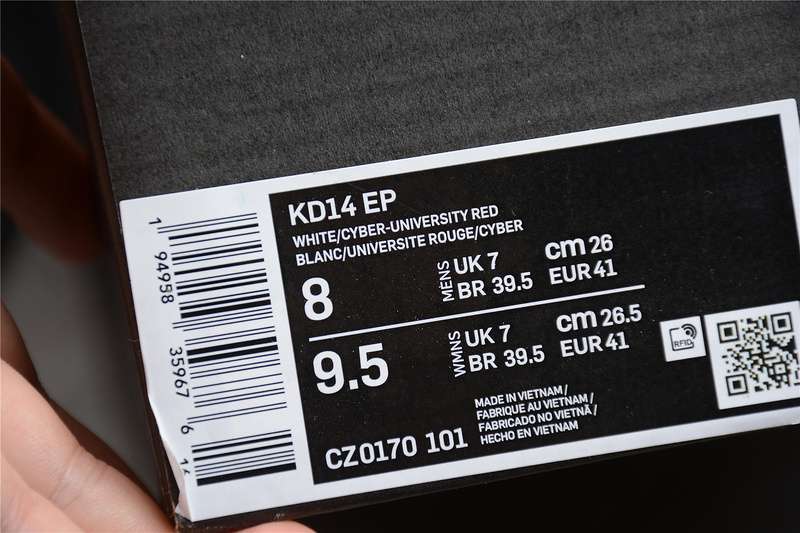 KD14 EP
WHITE/CYBER-UNIVERSITY RED
BLANC/UNIVERSITE ROUGE/CYBER
8 MENS UK 7 cm 26
BR 39.5 EUR 41
9.5 WMNS UK 7 cm 26.5
BR 39.5 EUR 41
RFID
CZ0170 101
MADE IN VIETNAM/
FABRIQUE AU VIETNAM/
FABRICADO NO VIETNÃ/
HECHO EN VIETNAM
1 94958 35967 6